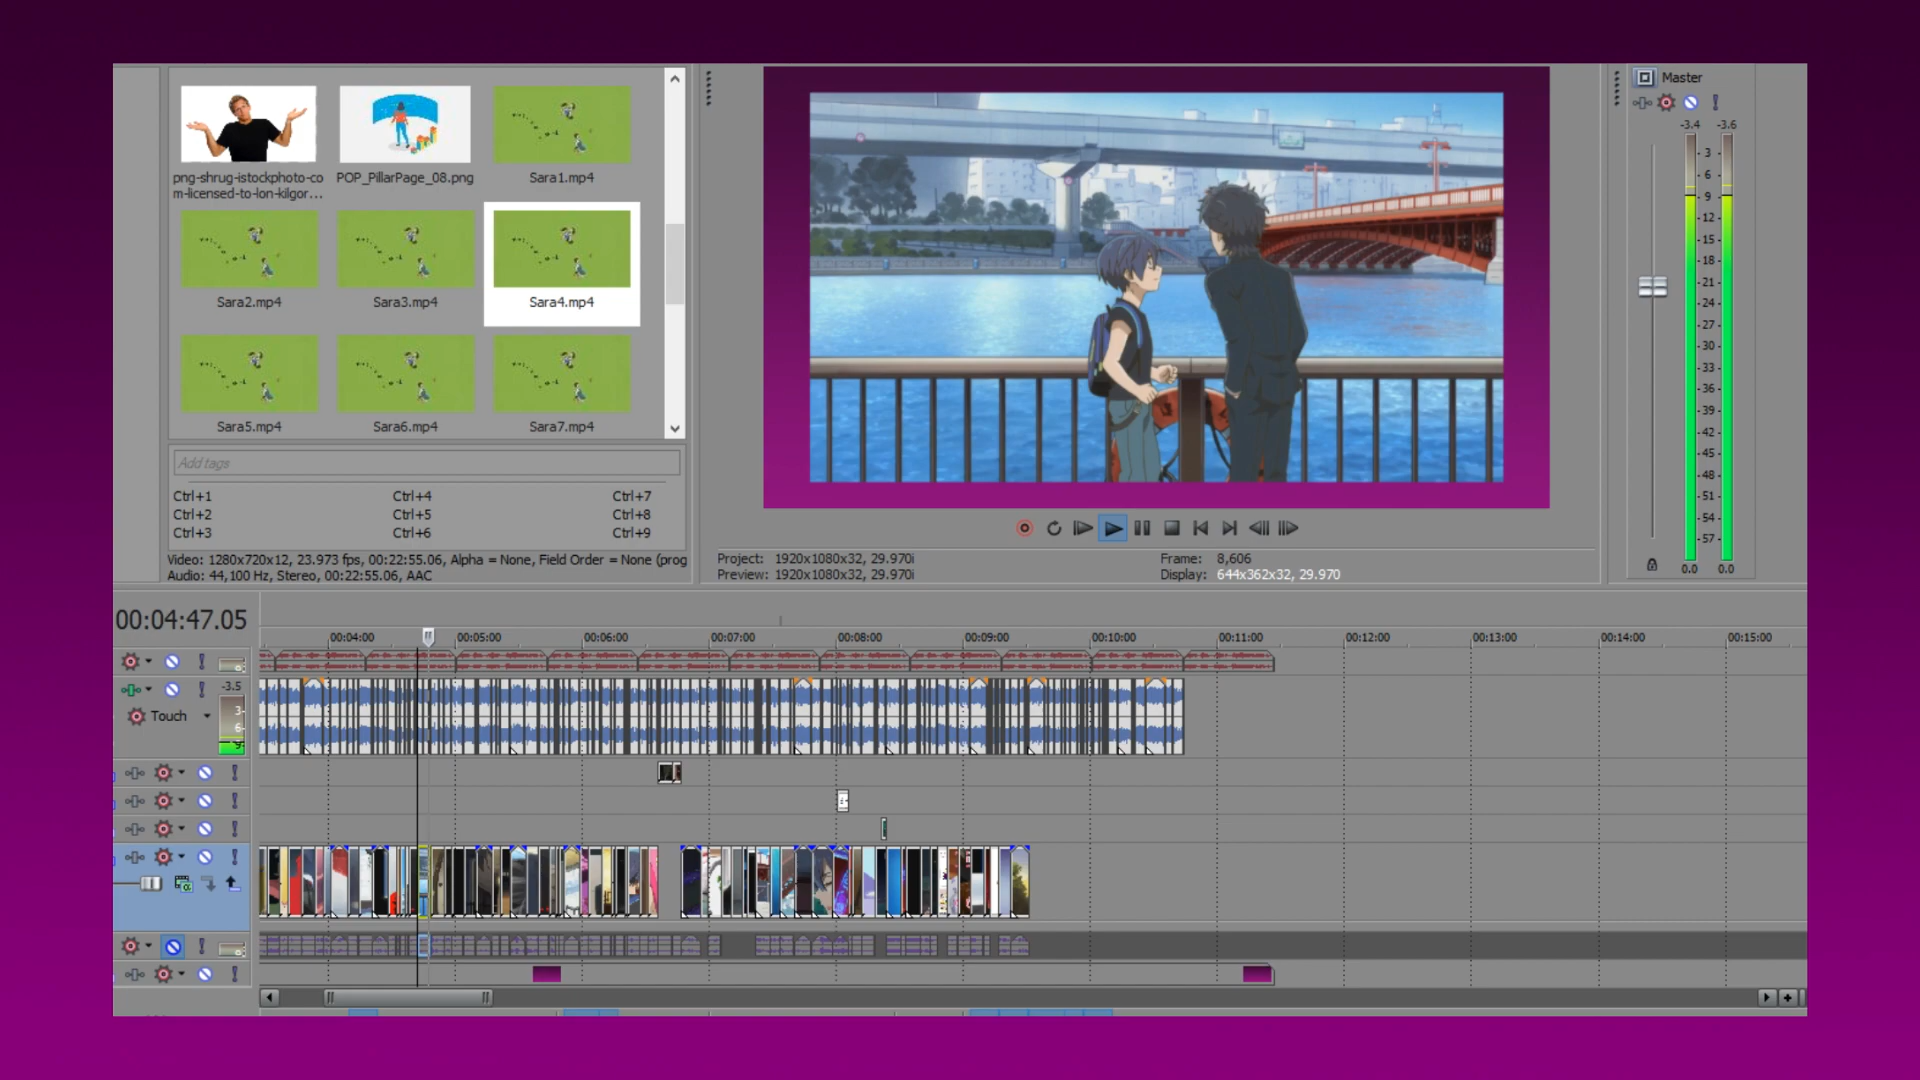 png-shrug-istockphoto-co
m-licensed-to-lon-kilgor...
POP_PillarPage_08.png
Sara1.mp4
Sara2.mp4
Sara3.mp4
Sara4.mp4
Sara5.mp4
Sara6.mp4
Sara7.mp4
Add tags
Ctrl+1 Ctrl+4 Ctrl+7
Ctrl+2 Ctrl+5 Ctrl+8
Ctrl+3 Ctrl+6 Ctrl+9
Video: 1280x720x12, 23.973 fps, 00:22:55.06, Alpha = None, Field Order = None (prog
Audio: 44,100 Hz, Stereo, 00:22:55.06, AAC
Project: 1920x1080x32, 29.970i
Preview: 1920x1080x32, 29.970i
Frame: 8,606
Display: 644x362x32, 29.970
Master
-3.4 -3.6
- 3 -
- 6 -
- 9 -
- 12 -
- 15 -
- 18 -
- 21 -
- 24 -
- 27 -
- 30 -
- 33 -
- 36 -
- 39 -
- 42 -
- 45 -
- 48 -
- 51 -
- 54 -
- 57 -
0.0 0.0
00:04:47.05
00:04:00 00:05:00 00:06:00 00:07:00 00:08:00 00:09:00 00:10:00 00:11:00 00:12:00 00:13:00 00:14:00 00:15:00
-3.5
Touch
3-
6-
9-